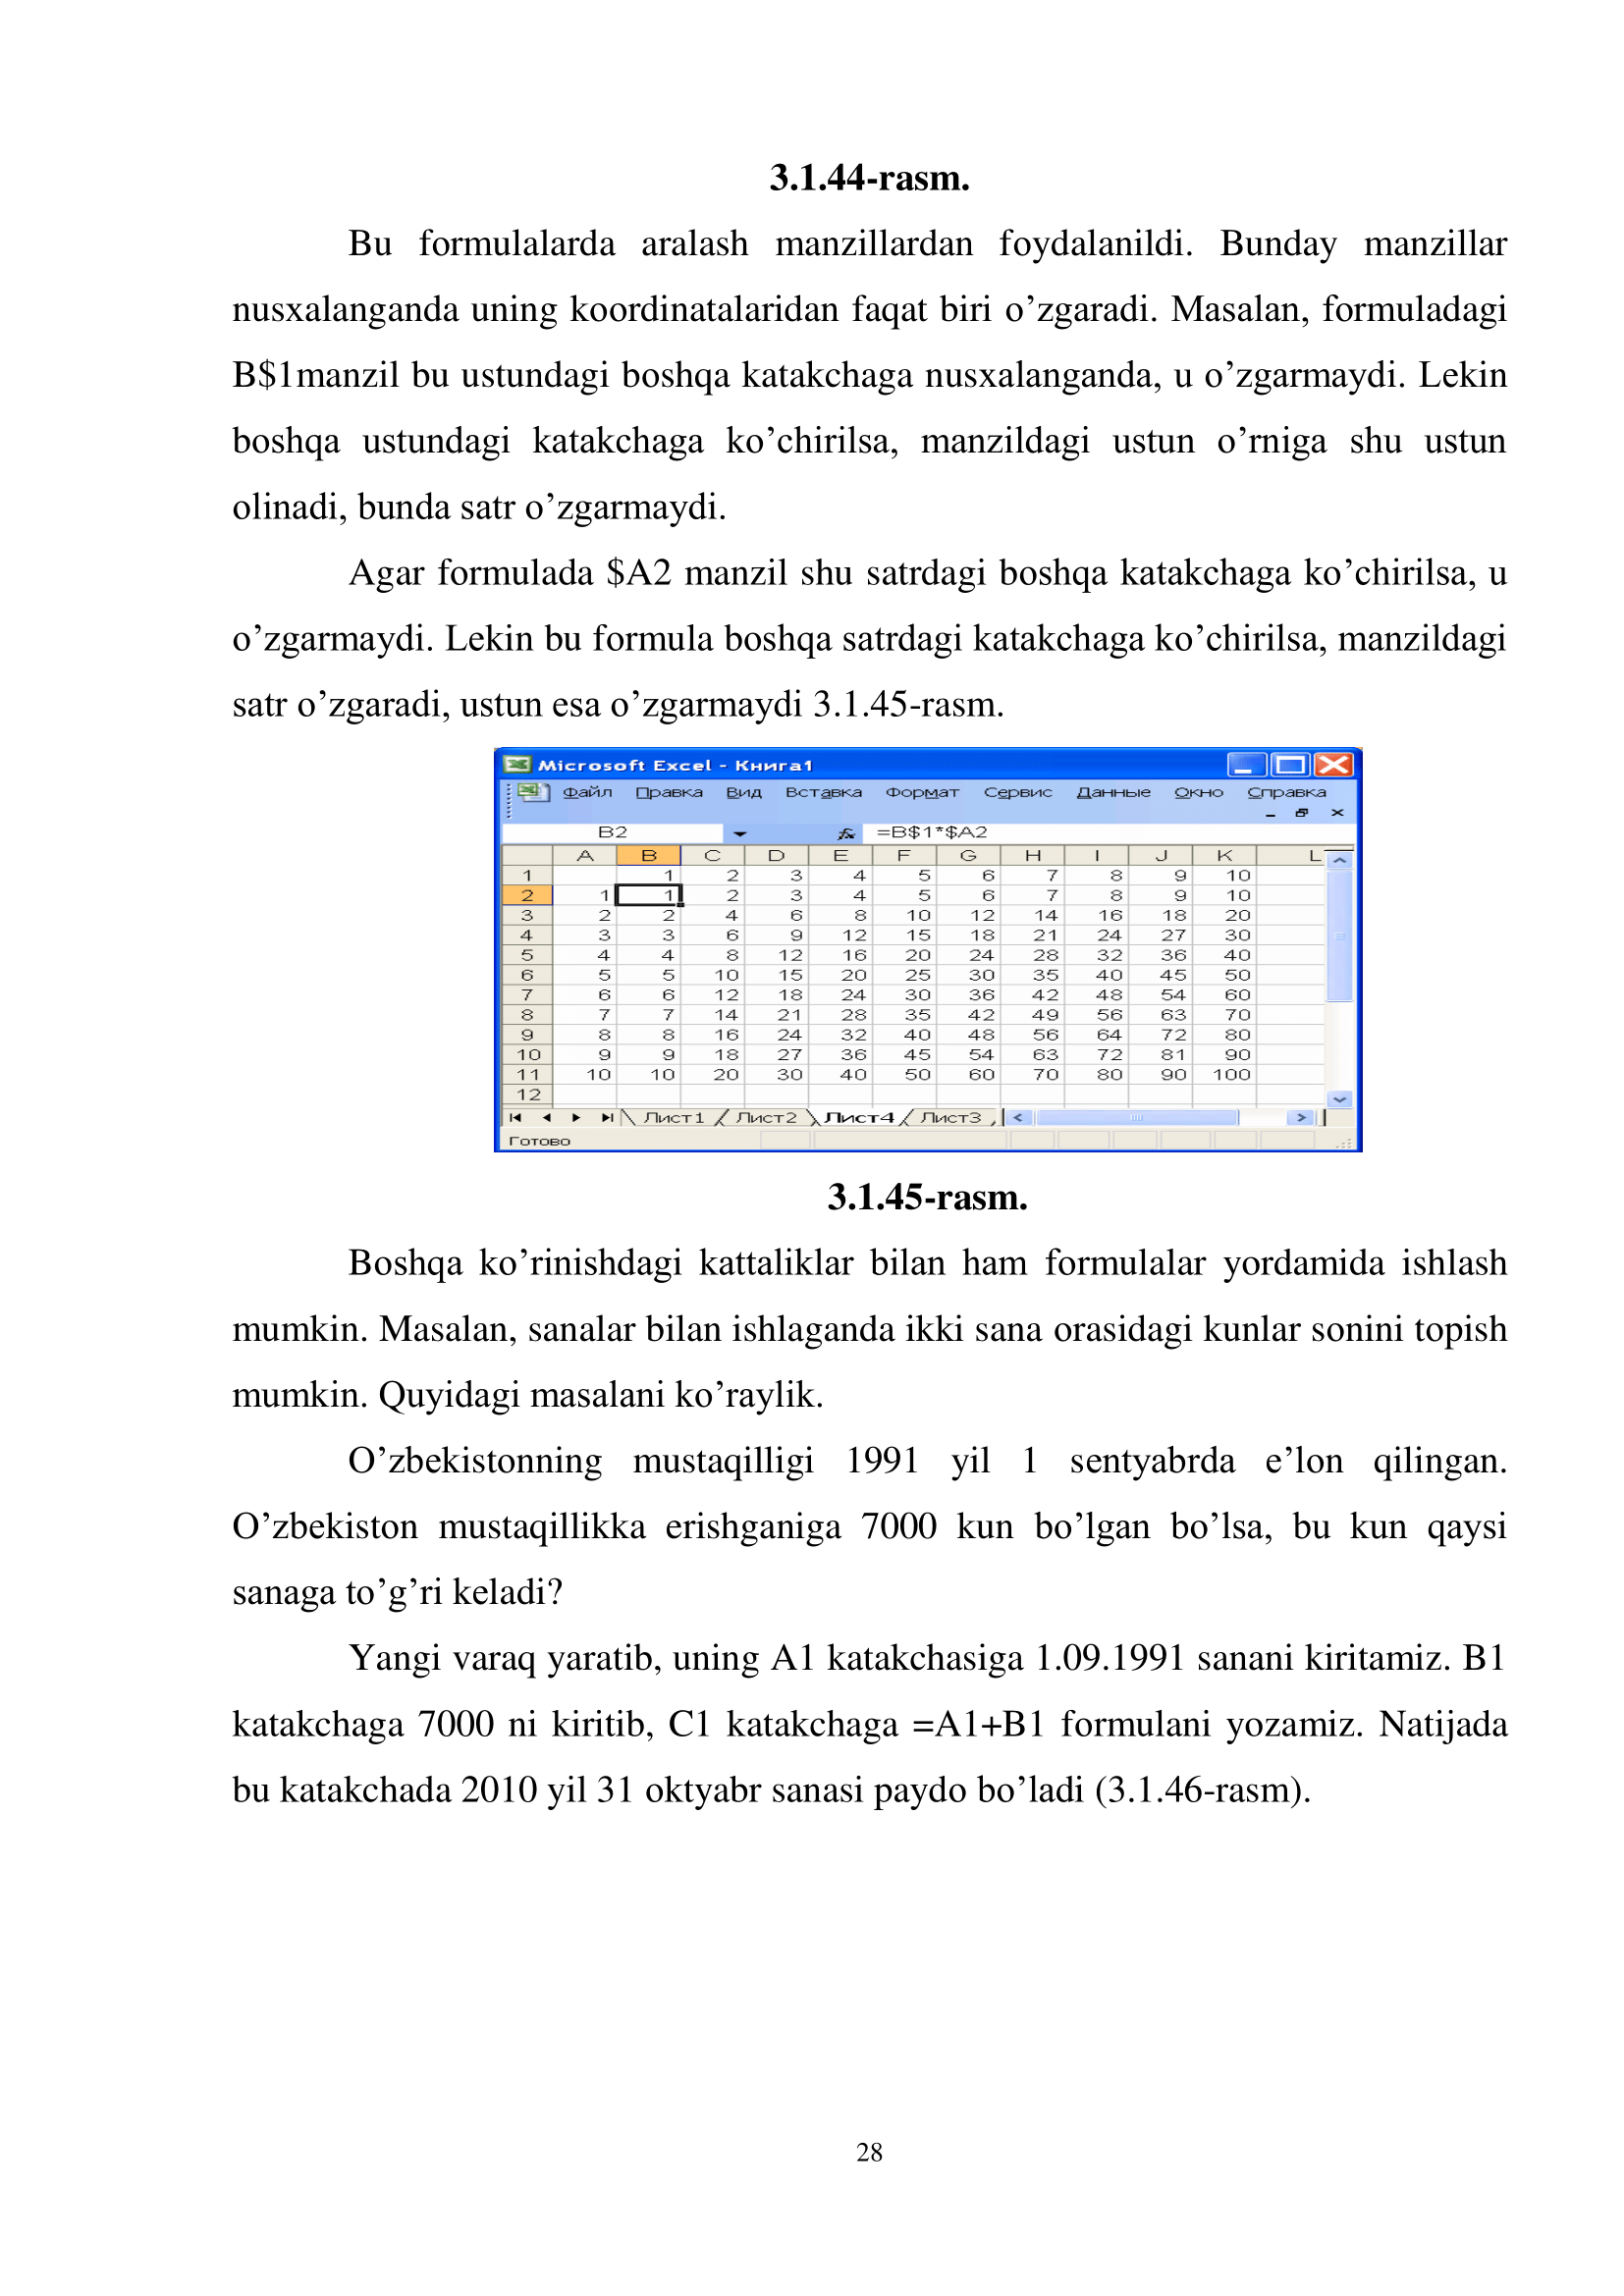 3.1.44-rasm.
Bu formulalarda aralash manzillardan foydalanildi. Bunday manzillar
nusxalanganda uning koordinatalaridan faqat biri o’zgaradi. Masalan, formuladagi
B$1manzil bu ustundagi boshqa katakchaga nusxalanganda, u o’zgarmaydi. Lekin
boshqa ustundagi katakchaga ko’chirilsa, manzildagi ustun o’rniga shu ustun
olinadi, bunda satr o’zgarmaydi.
Agar formulada $A2 manzil shu satrdagi boshqa katakchaga ko’chirilsa, u
o’zgarmaydi. Lekin bu formula boshqa satrdagi katakchaga ko’chirilsa, manzildagi
satr o’zgaradi, ustun esa o’zgarmaydi 3.1.45-rasm.
Microsoft Excel - Книга1
Файл Правка Вид Вставка Формат Сервис Данные Окно Справка
B2 fx =B$1*$A2
A B C D E F G H I J K L
1 1 2 3 4 5 6 7 8 9 10
2 1 1 2 3 4 5 6 7 8 9 10
3 2 2 4 6 8 10 12 14 16 18 20
4 3 3 6 9 12 15 18 21 24 27 30
5 4 4 8 12 16 20 24 28 32 36 40
6 5 5 10 15 20 25 30 35 40 45 50
7 6 6 12 18 24 30 36 42 48 54 60
8 7 7 14 21 28 35 42 49 56 63 70
9 8 8 16 24 32 40 48 56 64 72 80
10 9 9 18 27 36 45 54 63 72 81 90
11 10 10 20 30 40 50 60 70 80 90 100
12
Лист1 Лист2 Лист4 Лист3
Готово
3.1.45-rasm.
Boshqa ko’rinishdagi kattaliklar bilan ham formulalar yordamida ishlash
mumkin. Masalan, sanalar bilan ishlaganda ikki sana orasidagi kunlar sonini topish
mumkin. Quyidagi masalani ko’raylik.
O’zbekistonning mustaqilligi 1991 yil 1 sentyabrda e’lon qilingan.
O’zbekiston mustaqillikka erishganiga 7000 kun bo’lgan bo’lsa, bu kun qaysi
sanaga to’g’ri keladi?
Yangi varaq yaratib, uning A1 katakchasiga 1.09.1991 sanani kiritamiz. B1
katakchaga 7000 ni kiritib, C1 katakchaga =A1+B1 formulani yozamiz. Natijada
bu katakchada 2010 yil 31 oktyabr sanasi paydo bo’ladi (3.1.46-rasm).
28